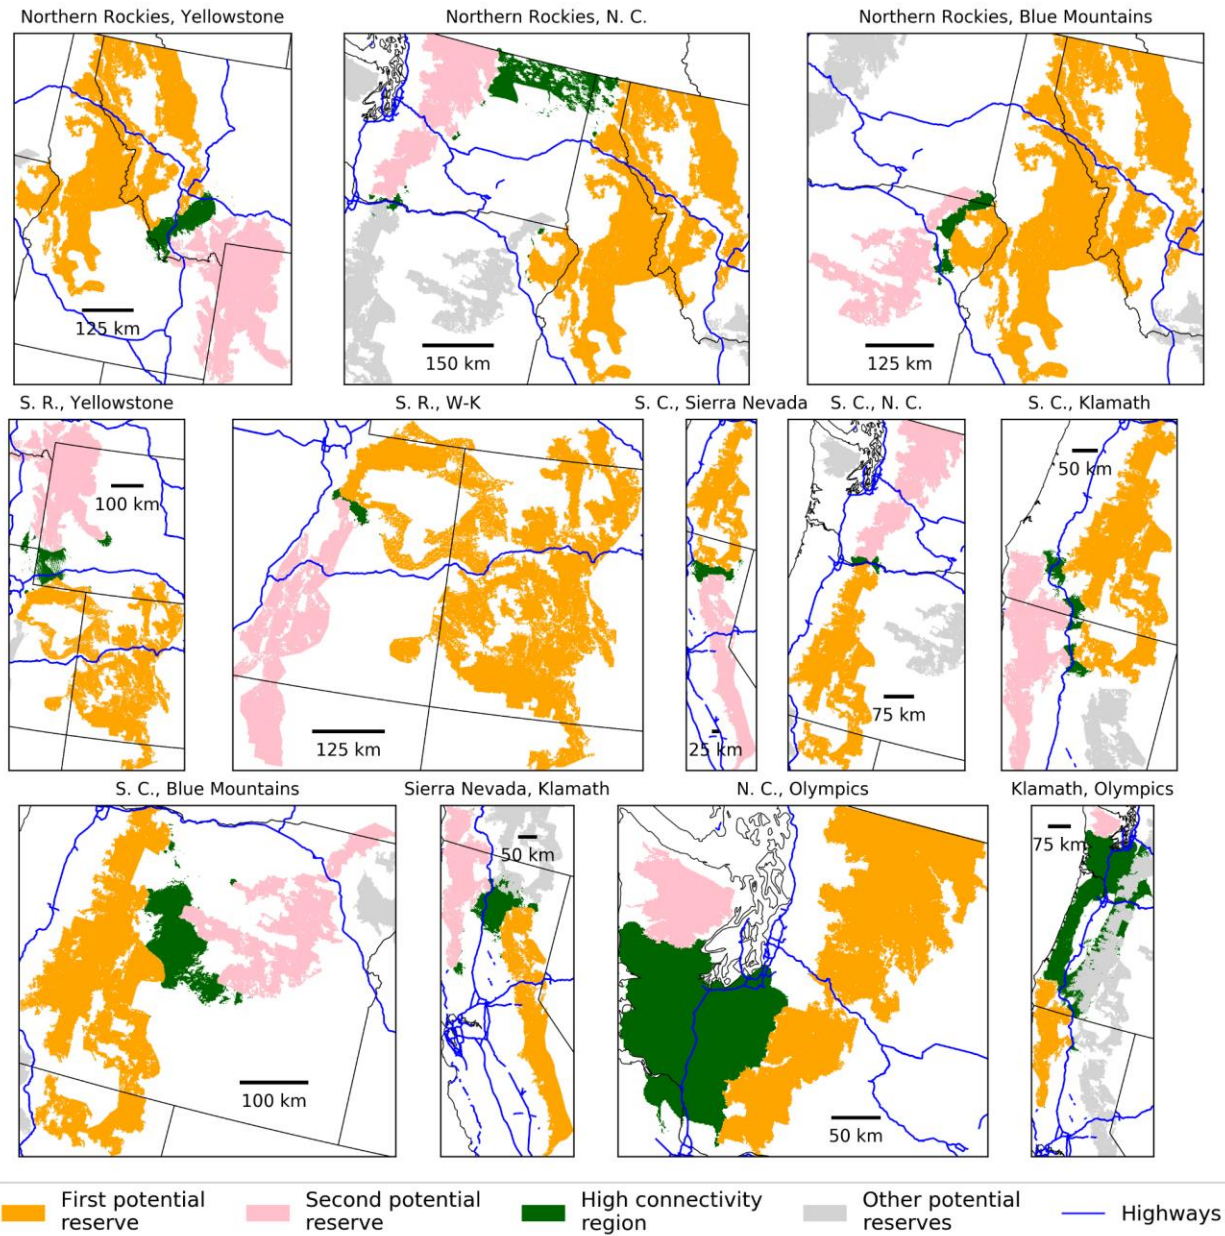 Northern Rockies, Yellowstone
Northern Rockies, N. C.
Northern Rockies, Blue Mountains
125 km
150 km
125 km
S. R., Yellowstone
S. R., W-K
S. C., Sierra Nevada
S. C., N. C.
S. C., Klamath
100 km
125 km
25 km
75 km
50 km
S. C., Blue Mountains
Sierra Nevada, Klamath
N. C., Olympics
Klamath, Olympics
100 km
50 km
50 km
75 km
First potential
reserve
Second potential
reserve
High connectivity
region
Other potential
reserves
Highways